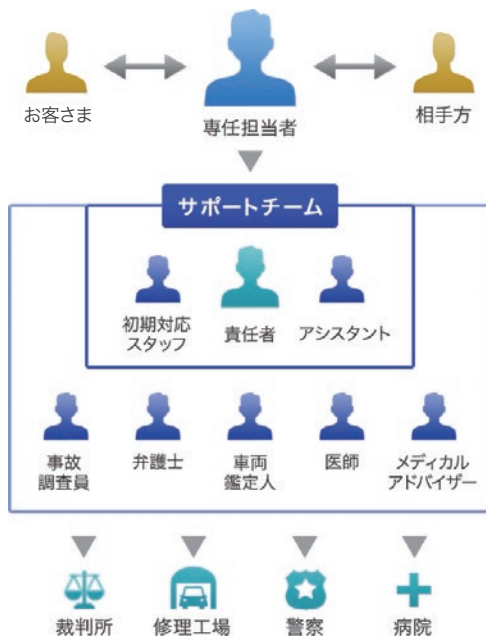 お客さま
専任担当者
相手方
サポートチーム
初期対応
スタッフ
責任者
アシスタント
事故
調査員
弁護士
車両
鑑定人
医師
メディカル
アドバイザー
裁判所
修理工場
警察
病院